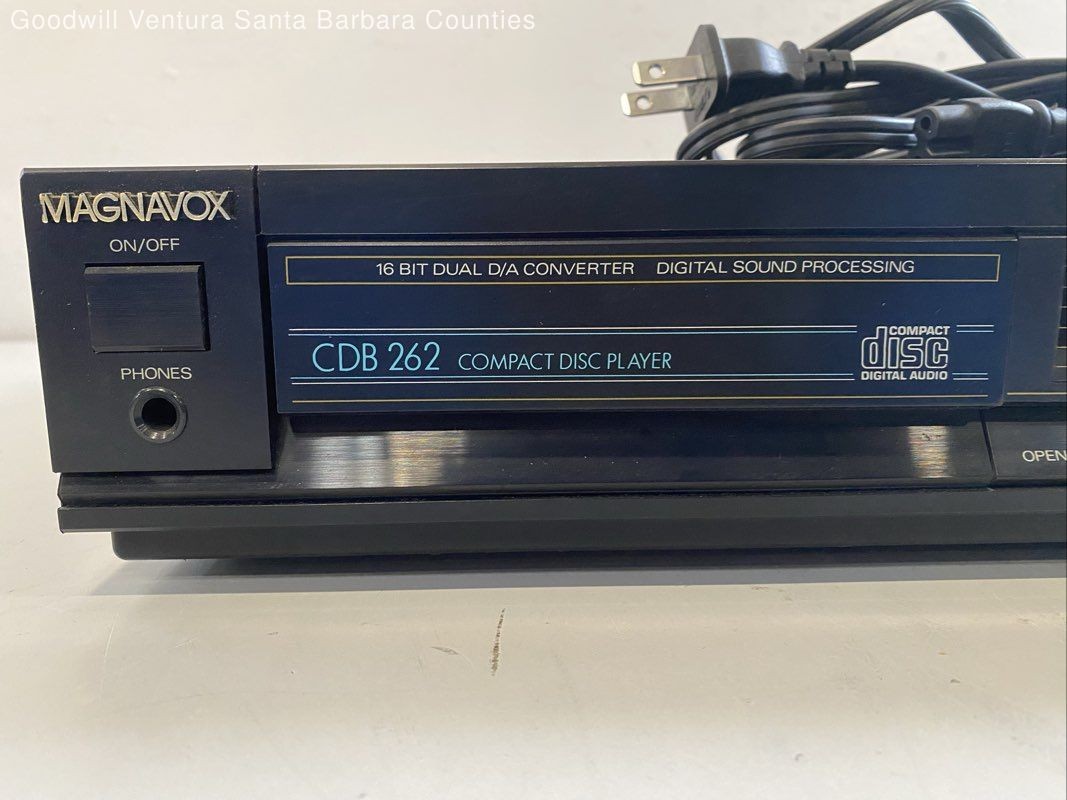 Goodwill Ventura Santa Barbara Counties
MAGNAVOX
ON/OFF
PHONES
16 BIT DUAL D/A CONVERTER DIGITAL SOUND PROCESSING
CDB 262 COMPACT DISC PLAYER
COMPACT
disc
DIGITAL AUDIO
OPEN